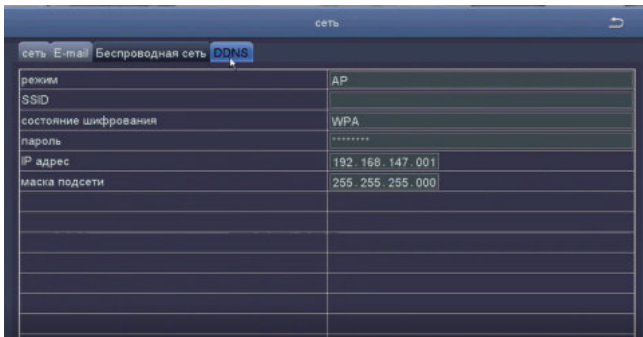 сеть
сеть E-mail Беспроводная сеть DDNS
режим AP
SSID
состояние шифрования WPA
пароль ********
IP адрес 192.168.147.001
маска подсети 255.255.255.000